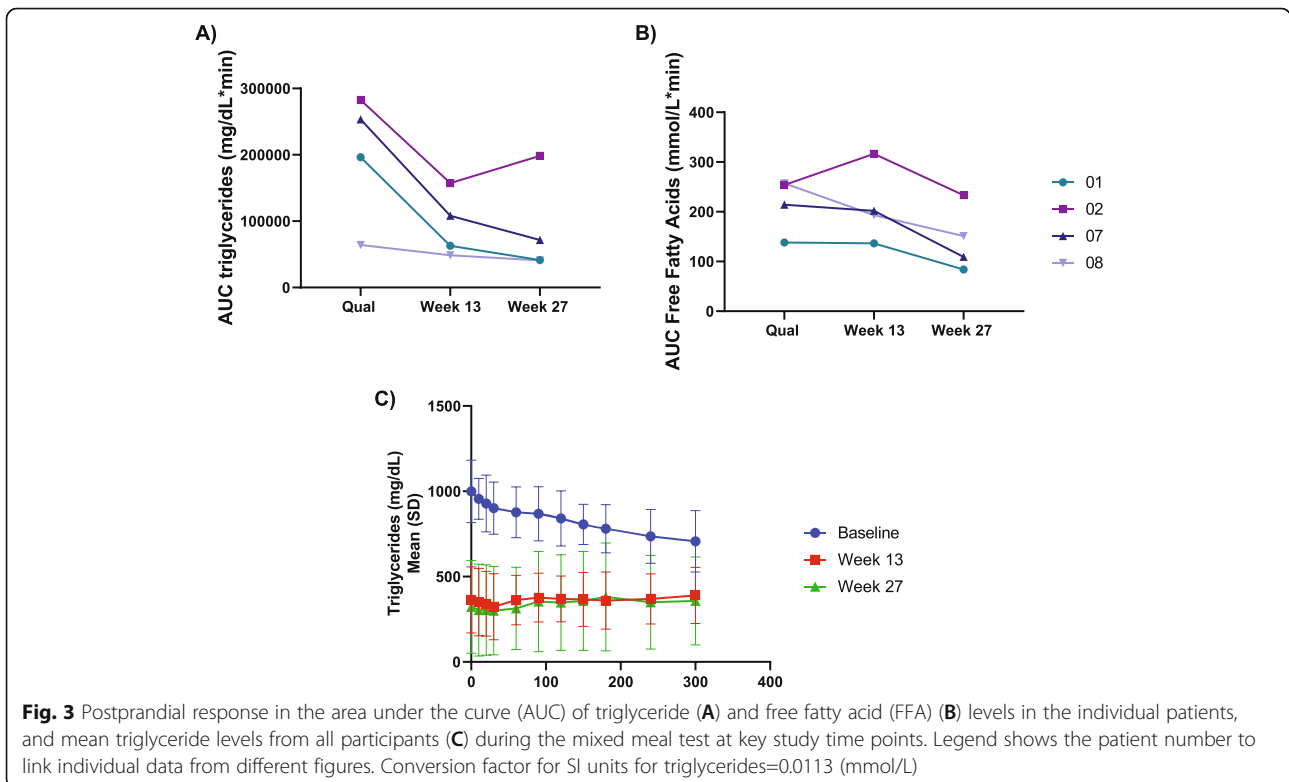 A)
AUC triglycerides (mg/dL*min)
300000
200000
100000
0
Qual Week 13 Week 27
B)
AUC Free Fatty Acids (mmol/L*min)
400
300
200
100
0
Qual Week 13 Week 27
01
02
07
08
C)
Triglycerides (mg/dL)
Mean (SD)
1500
1000
500
0
0 100 200 300 400
Baseline
Week 13
Week 27
Fig. 3 Postprandial response in the area under the curve (AUC) of triglyceride (A) and free fatty acid (FFA) (B) levels in the individual patients,
and mean triglyceride levels from all participants (C) during the mixed meal test at key study time points. Legend shows the patient number to
link individual data from different figures. Conversion factor for SI units for triglycerides=0.0113 (mmol/L)